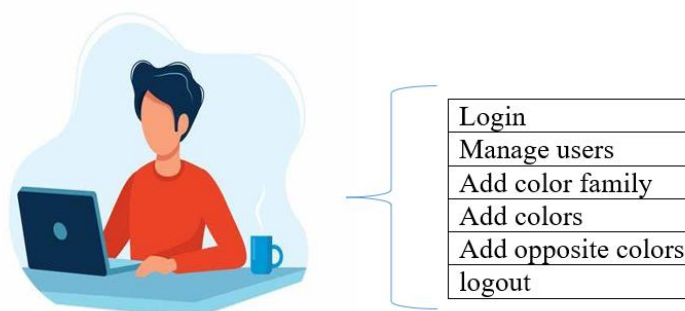 Login
Manage users
Add color family
Add colors
Add opposite colors
logout